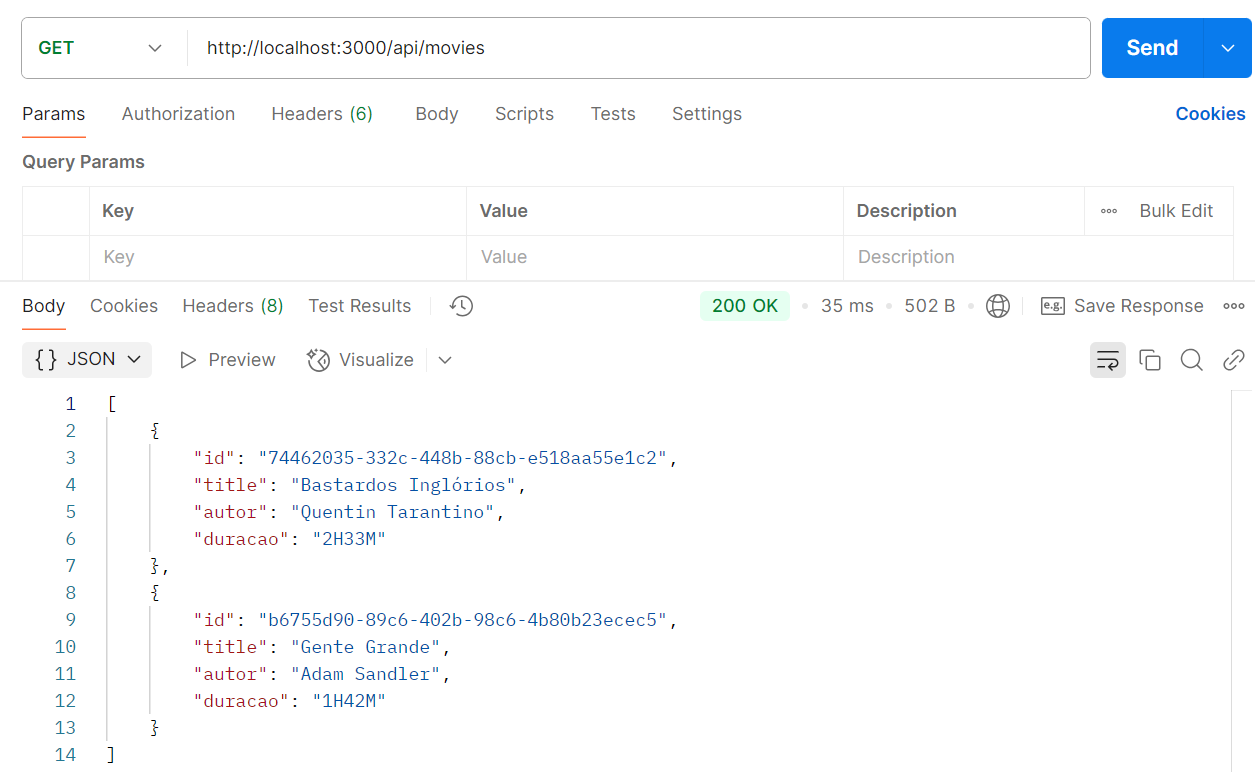 GET http://localhost:3000/api/movies Send
Params Authorization Headers (6) Body Scripts Tests Settings Cookies
Query Params
Key Value Description Bulk Edit
Key Value Description
Body Cookies Headers (8) Test Results 200 OK 35 ms 502 B e.g. Save Response
{} JSON Preview Visualize
1 [
2 {
3 "id": "74462035-332c-448b-88cb-e518aa55e1c2",
4 "title": "Bastardos Inglórios",
5 "autor": "Quentin Tarantino",
6 "duracao": "2H33M"
7 },
8 {
9 "id": "b6755d90-89c6-402b-98c6-4b80b23ecec5",
10 "title": "Gente Grande",
11 "autor": "Adam Sandler",
12 "duracao": "1H42M"
13 }
14 ]